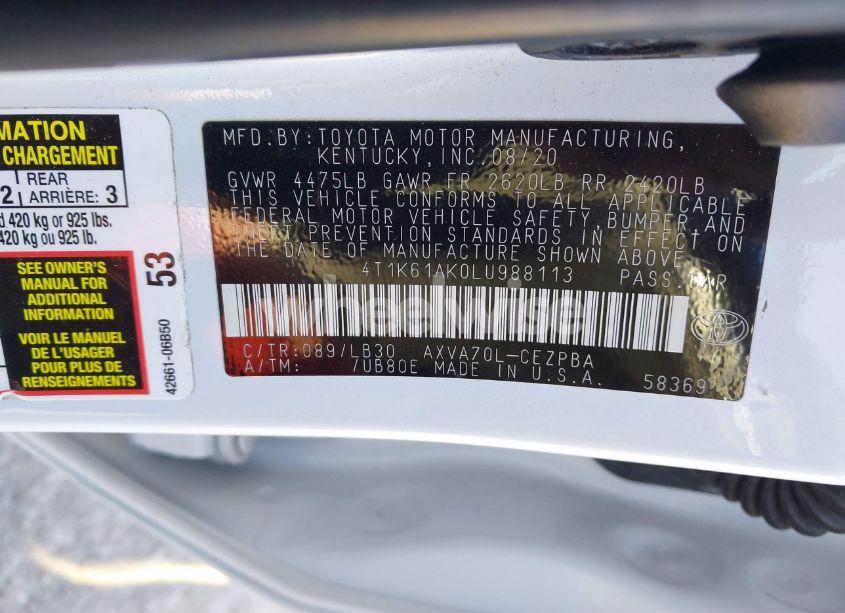 MATION
CHARGEMENT
2 REAR
ARRIÈRE: 3
d 420 kg or 925 lbs.
420 kg ou 925 lb.
SEE OWNER'S
MANUAL FOR
ADDITIONAL
INFORMATION
VOIR LE MANUEL
DE L'USAGER
POUR PLUS DE
RENSEIGNEMENTS
53
42661-06B50
MFD.BY:TOYOTA MOTOR MANUFACTURING,
KENTUCKY,INC.08/20
GVWR 4475LB GAWR FR 2620LB RR 2420LB
THIS VEHICLE CONFORMS TO ALL APPLICABLE
FEDERAL MOTOR VEHICLE SAFETY, BUMPER, AND
THEFT PREVENTION STANDARDS IN EFFECT ON
THE DATE OF MANUFACTURE SHOWN ABOVE.
4T1K61AK0LU988113 PASS.CAR
wheelwise
C/TR:089/LB30 AXVA70L-CEZPBA
A/TM: /UB80E MADE IN U.S.A.
58369